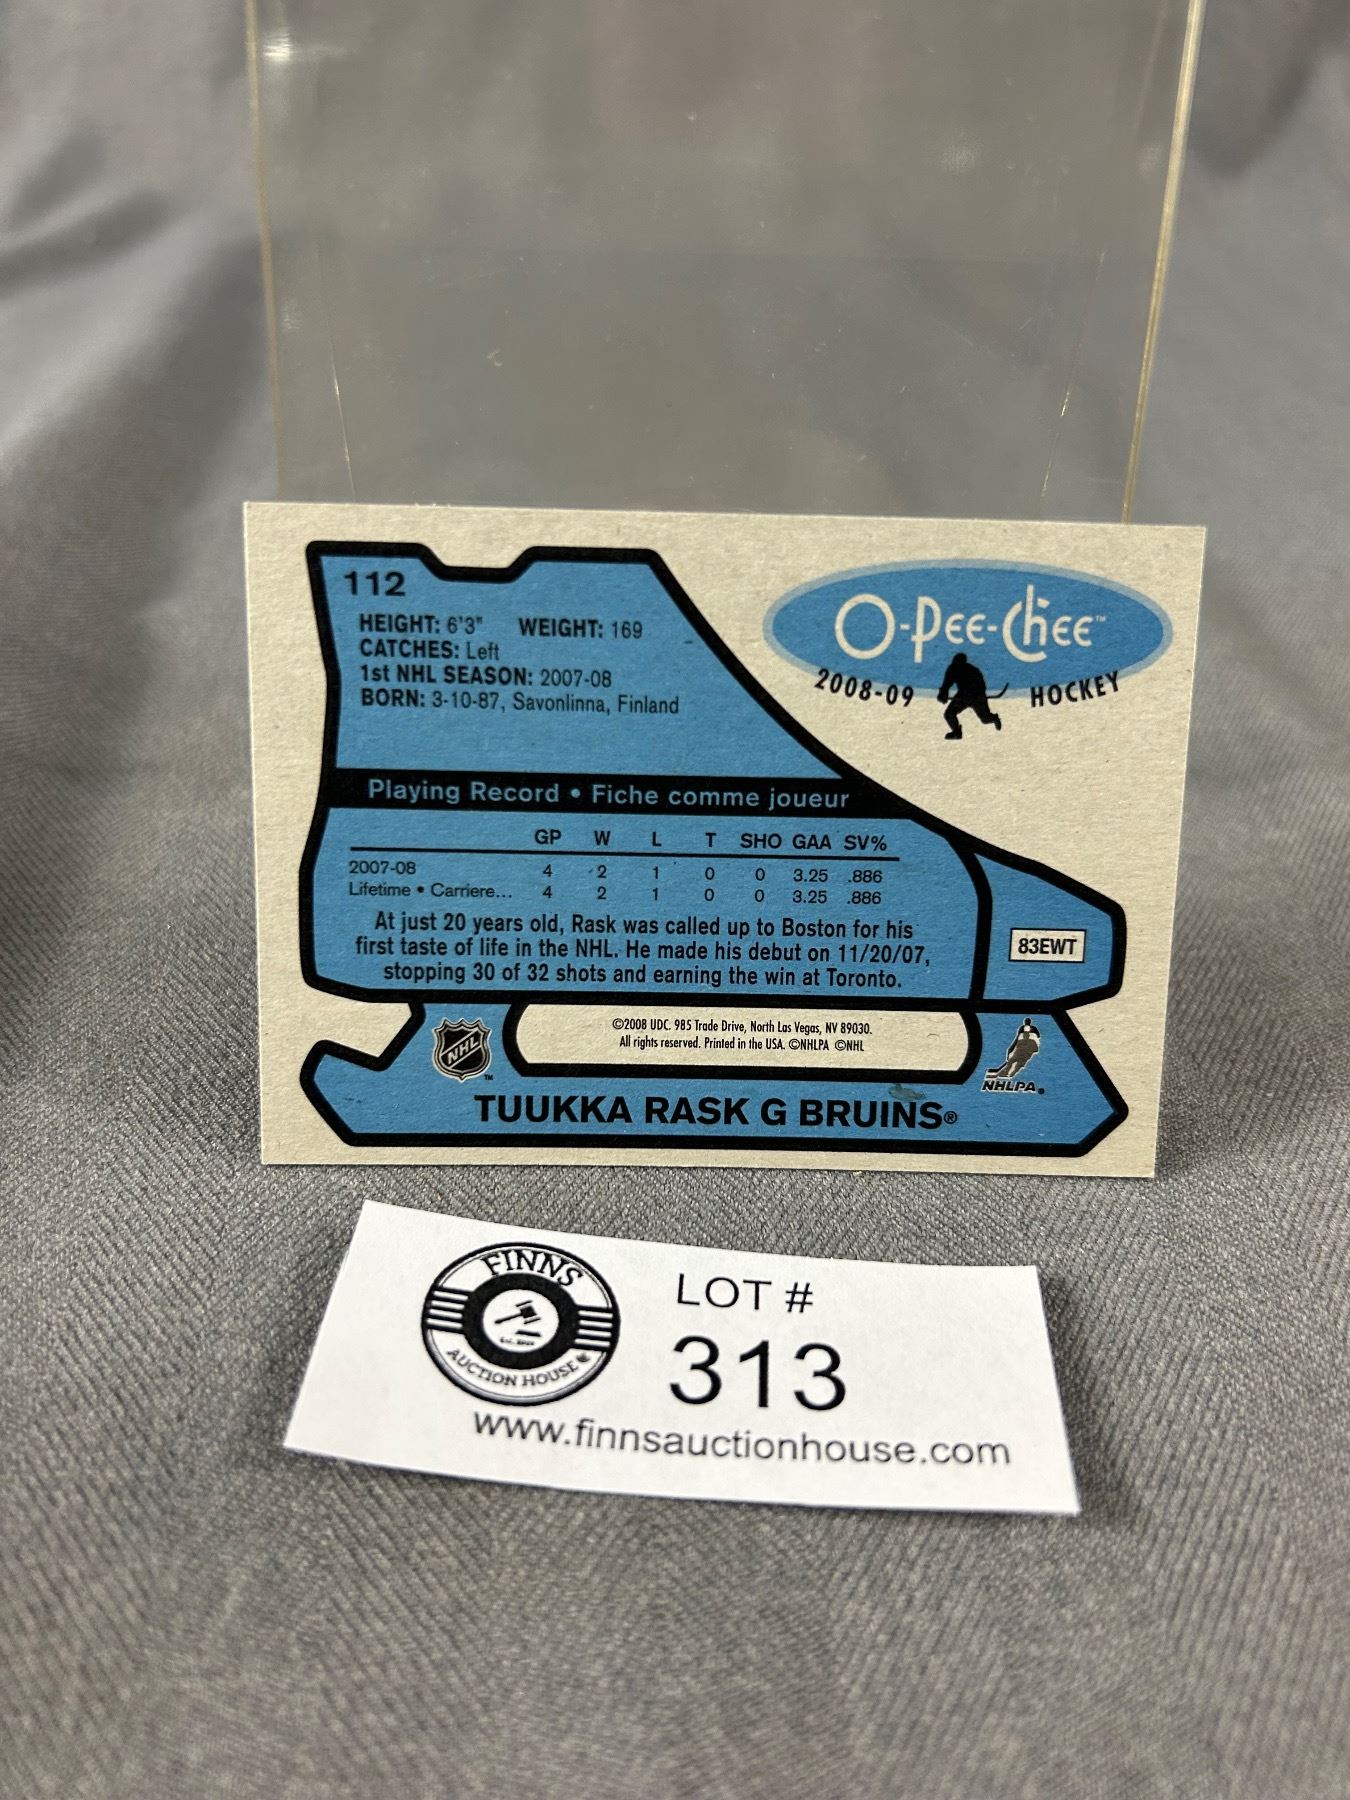 112
HEIGHT: 6'3" WEIGHT: 169
CATCHES: Left
1st NHL SEASON: 2007-08
BORN: 3-10-87, Savonlinna, Finland
O-Pee-Chee™
2008-09 HOCKEY
Playing Record • Fiche comme joueur
GP W L T SHO GAA SV%
2007-08 4 2 1 0 0 3.25 .886
Lifetime • Carriere... 4 2 1 0 0 3.25 .886
At just 20 years old, Rask was called up to Boston for his
first taste of life in the NHL. He made his debut on 11/20/07,
stopping 30 of 32 shots and earning the win at Toronto.
83EWT
©2008 UDC. 985 Trade Drive, North Las Vegas, NV 89030.
All rights reserved. Printed in the USA. ©NHLPA ©NHL
NHL™
NHLPA®
TUUKKA RASK G BRUINS®
FINNS
AUCTION HOUSE
LOT #
313
www.finnsauctionhouse.com